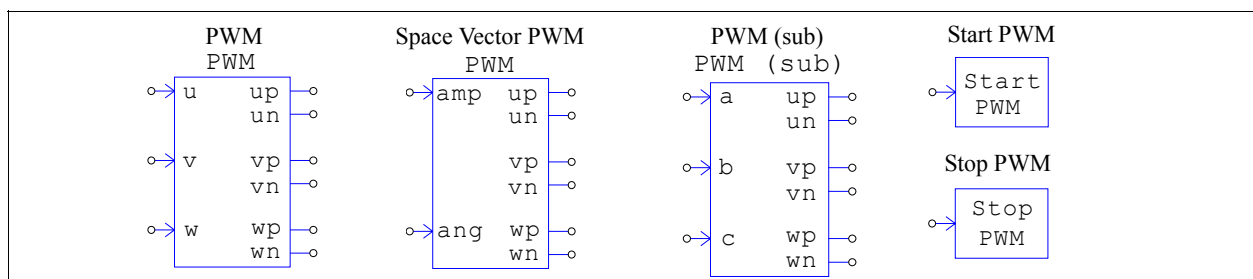 PWM
PWM
u up
un
v vp
vn
w wp
wn
Space Vector PWM
PWM
amp up
un
vp
vn
ang wp
wn
PWM (sub)
PWM (sub)
a up
un
b vp
vn
c wp
wn
Start PWM
Start
PWM
Stop PWM
Stop
PWM